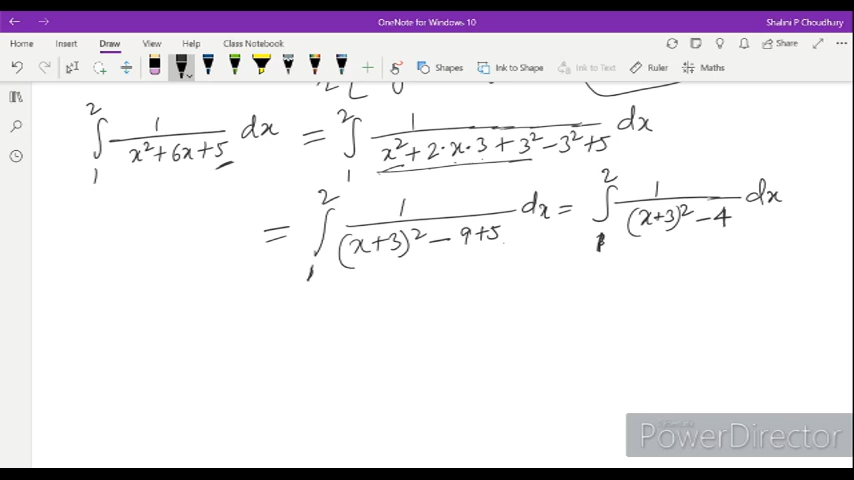 OneNote for Windows 10
Shalini P Choudhary
Home Insert Draw View Help Class Notebook Share
Shapes Ink to Shape Ink to Text Ruler Maths
∫₁² 1/(x²+6x+5) dx = ∫₁² 1/(x²+2·x·3+3²-3²+5) dx
= ∫₁² 1/((x+3)²-9+5) dx = ∫₁² 1/((x+3)²-4) dx
PowerDirector